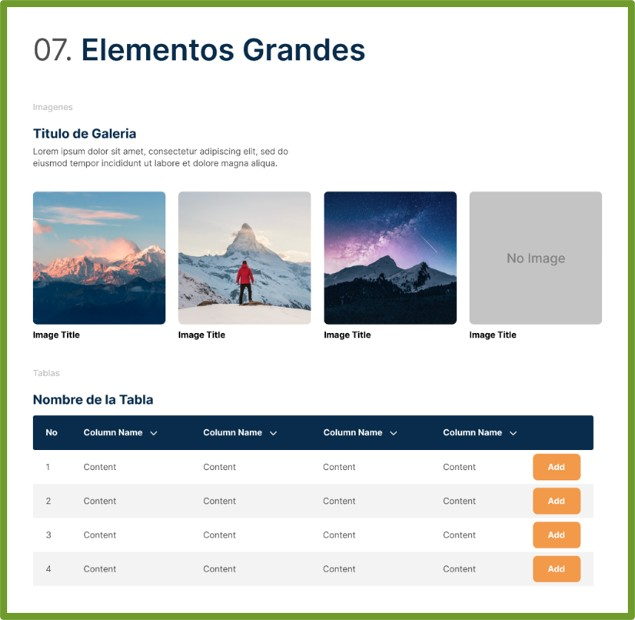 07. Elementos Grandes
Imagenes
Titulo de Galeria
Lorem ipsum dolor sit amet, consectetur adipiscing elit, sed do
eiusmod tempor incididunt ut labore et dolore magna aliqua.
No Image
Image Title Image Title Image Title Image Title
Tablas
Nombre de la Tabla
No Column Name Column Name Column Name Column Name
1 Content Content Content Content Add
2 Content Content Content Content Add
3 Content Content Content Content Add
4 Content Content Content Content Add